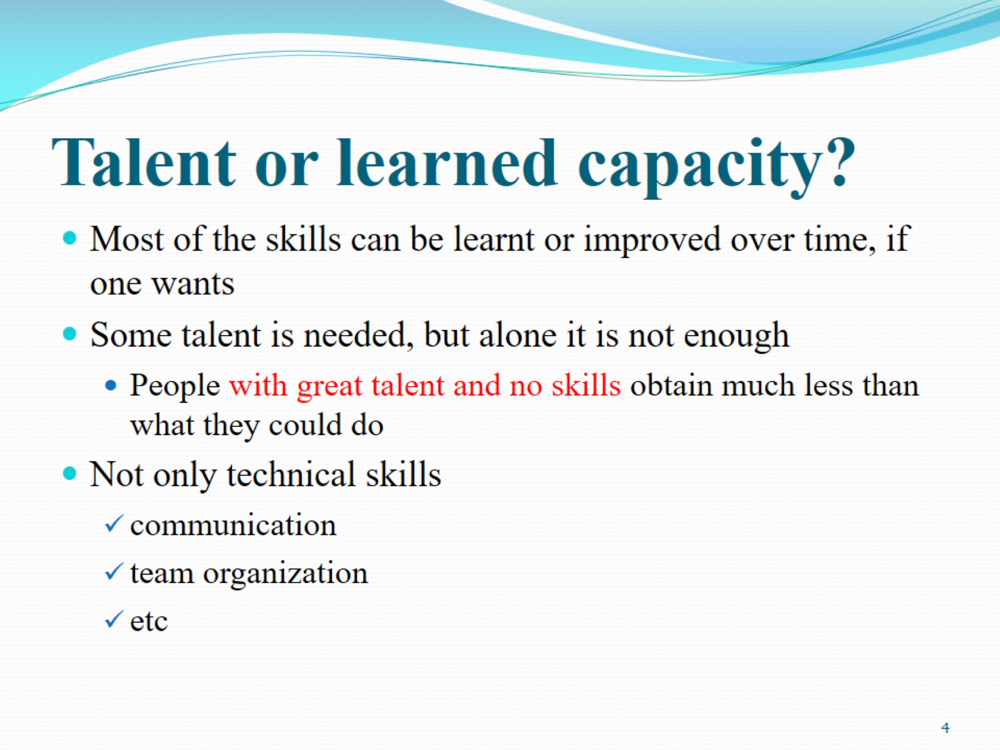 Talent or learned capacity?
Most of the skills can be learnt or improved over time, if
one wants
Some talent is needed, but alone it is not enough
People with great talent and no skills obtain much less than
what they could do
Not only technical skills
communication
team organization
etc
4